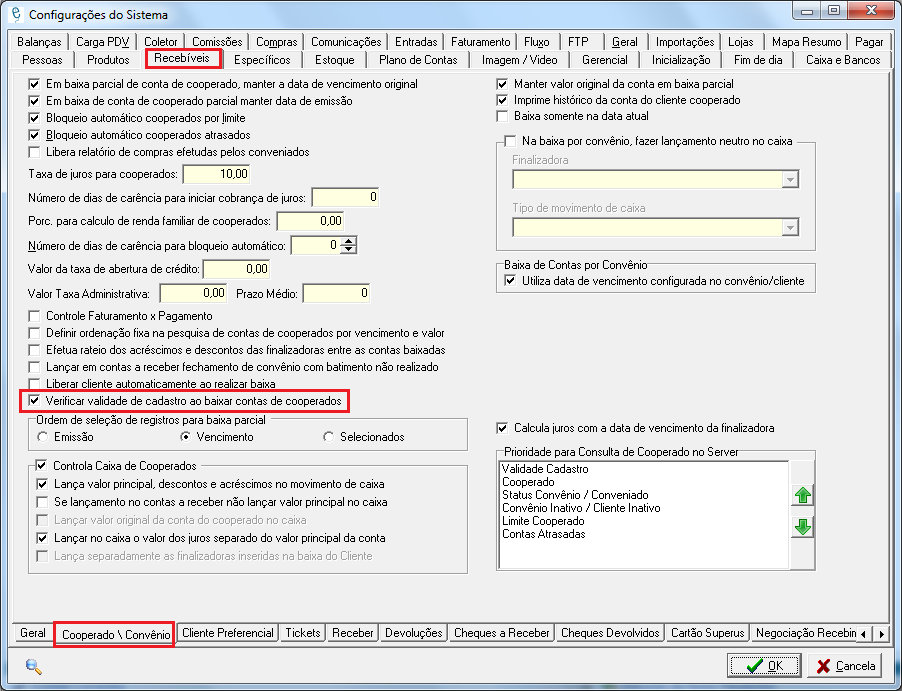 Configurações do Sistema
Balanças Carga PDV Coletor Comissões Compras Comunicações Entradas Faturamento Fluxo FTP Geral Importações Lojas Mapa Resumo Pagar
Pessoas Produtos Recebíveis Específicos Estoque Plano de Contas Imagem / Video Gerencial Inicialização Fim de dia Caixa e Bancos
Em baixa parcial de conta de cooperado, manter a data de vencimento original
Em baixa de conta de cooperado parcial manter data de emissão
Bloqueio automático cooperados por limite
Bloqueio automático cooperados atrasados
Libera relatório de compras efetudas pelos conveniados
Taxa de juros para cooperados: 10,00
Número de dias de carência para iniciar cobrança de juros: 0
Porc. para calculo de renda familiar de cooperados: 0,00
Número de dias de carência para bloqueio automático: 0
Valor da taxa de abertura de crédito: 0,00
Valor Taxa Administrativa: 0,00 Prazo Médio: 0
Controle Faturamento x Pagamento
Definir ordenação fixa na pesquisa de contas de cooperados por vencimento e valor
Efetua rateio dos acréscimos e descontos das finalizadoras entre as contas baixadas
Lançar em contas a receber fechamento de convênio com batimento não realizado
Liberar cliente automaticamente ao realizar baixa
Verificar validade de cadastro ao baixar contas de cooperados
Ordem de seleção de registros para baixa parcial
Emissão Vencimento Selecionados
Controla Caixa de Cooperados
Lança valor principal, descontos e acréscimos no movimento de caixa
Se lançamento no contas a receber não lançar valor principal no caixa
Lançar valor original da conta do cooperado no caixa
Lança no caixa o valor dos juros separado do valor principal da conta
Lança separadamente as finalizadoras inseridas na baixa do Cliente
Manter valor original da conta em baixa parcial
Imprime histórico da conta do cliente cooperado
Baixa somente na data atual
Na baixa por convênio, fazer lançamento neutro no caixa
Finalizadora
Tipo de movimento de caixa
Baixa de Contas por Convênio
Utiliza data de vencimento configurada no convênio/cliente
Calcula juros com a data de vencimento da finalizadora
Prioridade para Consulta de Cooperado no Server
Validade Cadastro
Cooperado
Status Convênio / Conveniado
Convênio Inativo / Cliente Inativo
Limite Cooperado
Contas Atrasadas
Geral Cooperado \ Convênio Cliente Preferencial Tickets Receber Devoluções Cheques a Receber Cheques Devolvidos Cartão Superus Negociação Recebin
OK Cancela